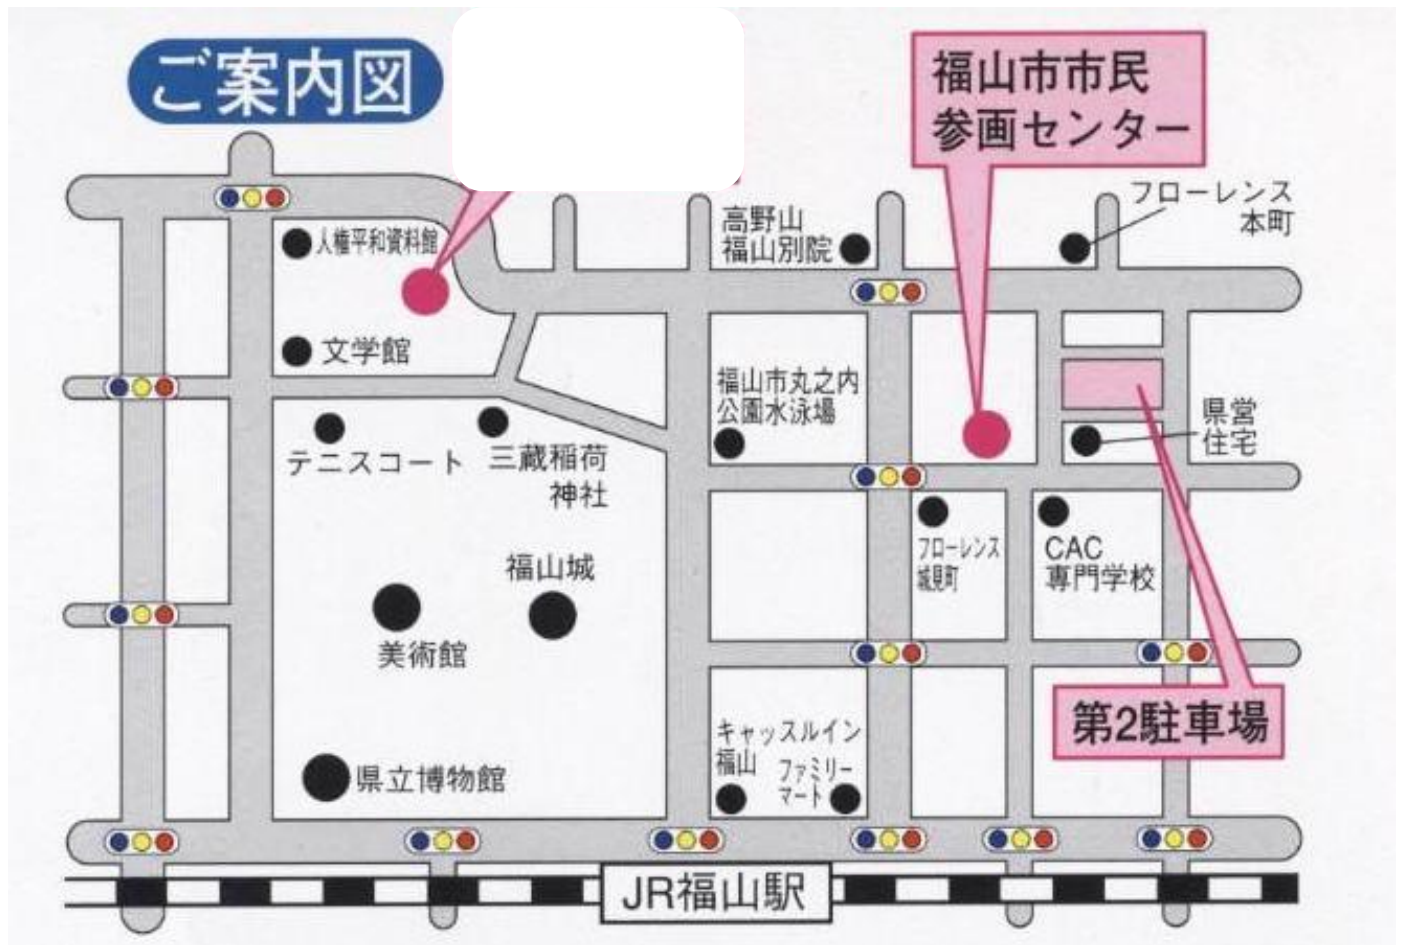 ご案内図
福山市市民
参画センター
フローレンス
本町
高野山
福山別院
人権平和資料館
文学館
福山市丸之内
公園水泳場
県営
住宅
テニスコート
三蔵稲荷
神社
フローレンス
城見町
CAC
専門学校
福山城
美術館
第2駐車場
キャッスルイン
福山
ファミリー
マート
県立博物館
JR福山駅